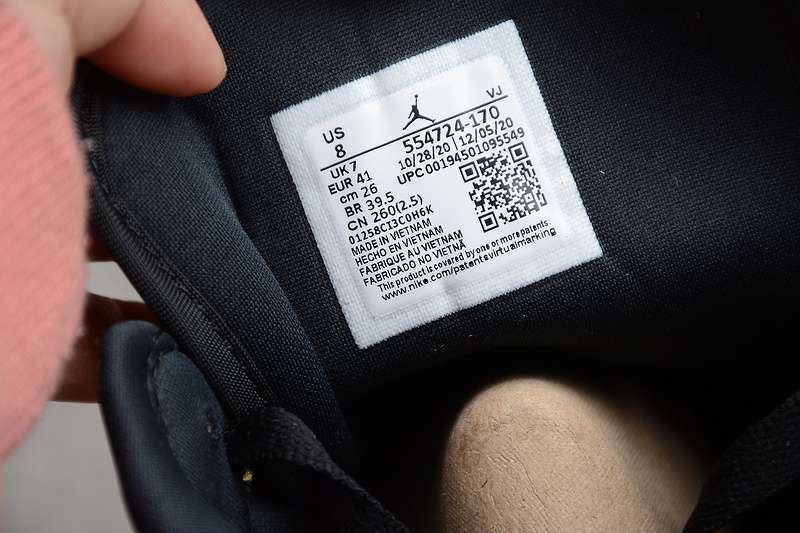 US
8
VJ
554724-170
UK 7
10/28/20 12/05/20
EUR 41
UPC 00194501095549
cm 26
BR 39.5
CN 260(2.5)
01258CI3C0H6K
MADE IN VIETNAM
HECHO EN VIETNAM
FABRIQUE AU VIETNAM
FABRICADO NO VIETNÃ
This product is covered by one or more patents:
www.nike.com/patentsvirtualmarking